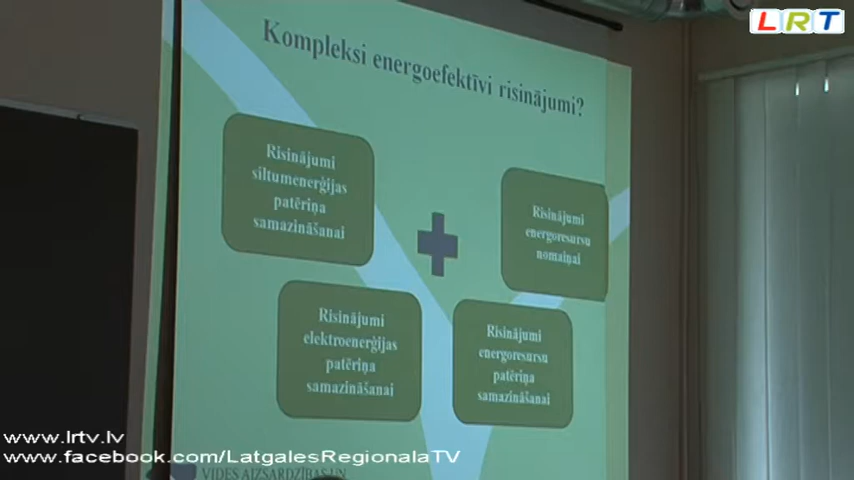 LRT
Kompleksi energoefektīvi risinājumi?
Risinājumi
siltumenerģijas
patēriņa
samazināšanai
Risinājumi
energoresursu
nomaiņai
Risinājumi
elektroenerģijas
patēriņa
samazināšanai
Risinājumi
energoresursu
patēriņa
samazināšanai
www.lrtv.lv
www.facebook.com/LatgalesRegionalaTV
VIDES AIZSARDZĪBAS UN